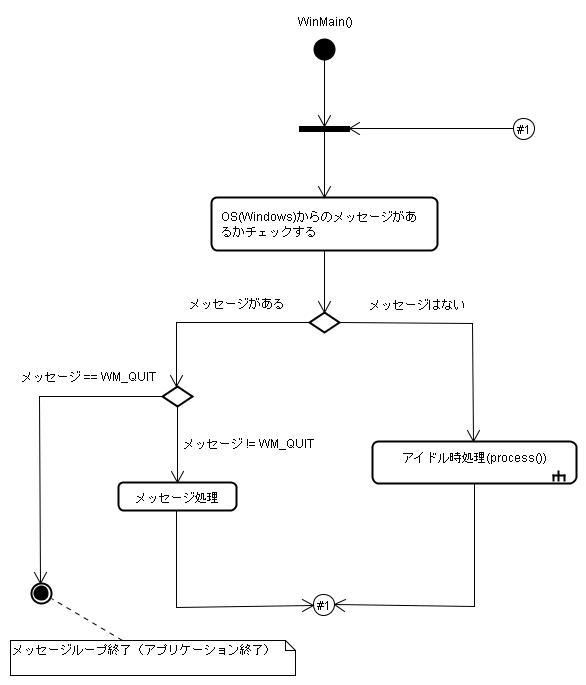 WinMain()
#1
OS(Windows)からのメッセージがあ
るかチェックする
メッセージがある
メッセージはない
メッセージ == WM_QUIT
メッセージ != WM_QUIT
アイドル時処理(process())
メッセージ処理
#1
メッセージループ終了（アプリケーション終了）